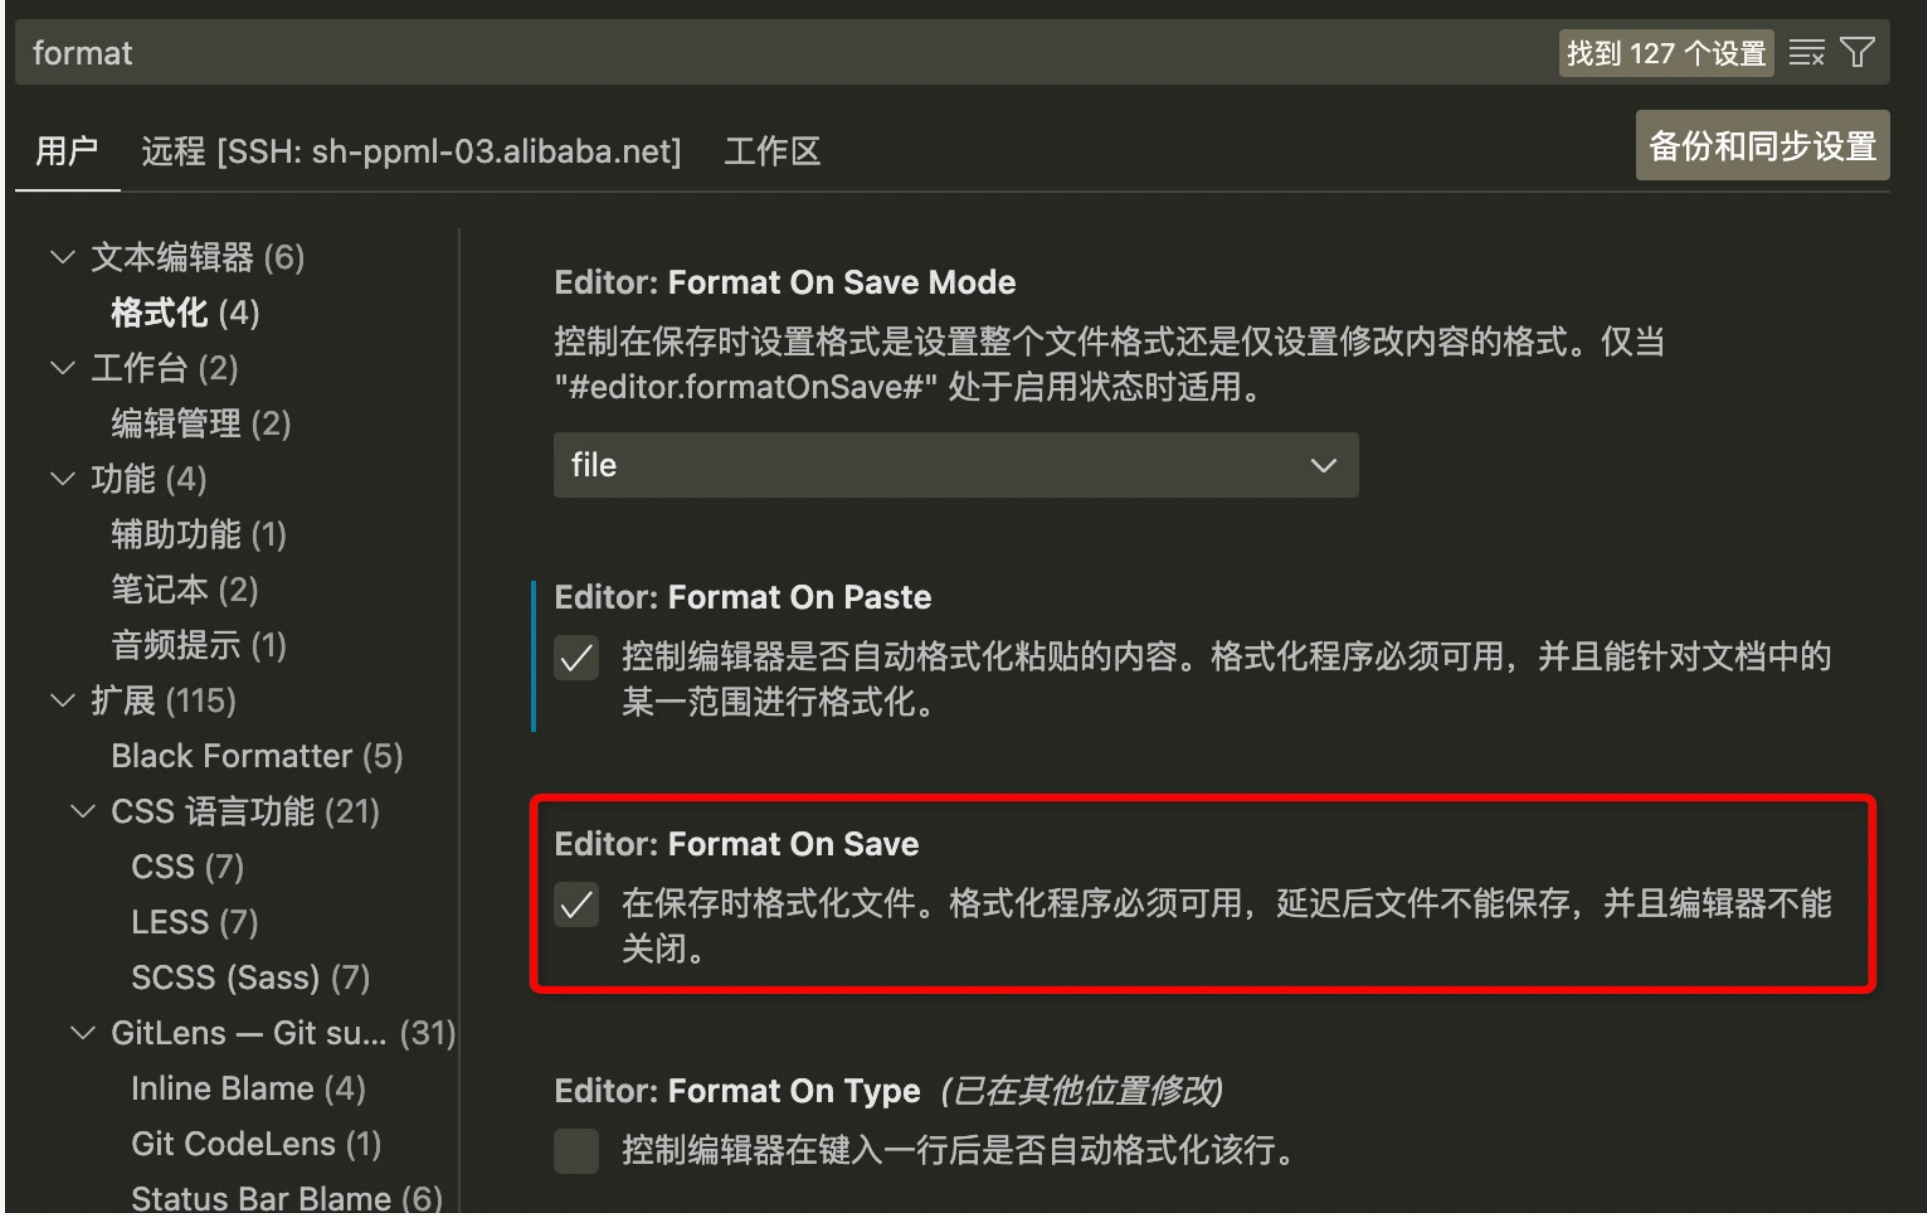 format
找到 127 个设置
用户 远程 [SSH: sh-ppml-03.alibaba.net] 工作区
备份和同步设置
文本编辑器 (6)
格式化 (4)
工作台 (2)
编辑管理 (2)
功能 (4)
辅助功能 (1)
笔记本 (2)
音频提示 (1)
扩展 (115)
Black Formatter (5)
CSS 语言功能 (21)
CSS (7)
LESS (7)
SCSS (Sass) (7)
GitLens — Git su... (31)
Inline Blame (4)
Git CodeLens (1)
Status Bar Blame (6)
Editor: Format On Save Mode
控制在保存时设置格式是设置整个文件格式还是仅设置修改内容的格式。仅当
"#editor.formatOnSave#" 处于启用状态时适用。
file
Editor: Format On Paste
控制编辑器是否自动格式化粘贴的内容。格式化程序必须可用，并且能针对文档中的
某一范围进行格式化。
Editor: Format On Save
在保存时格式化文件。格式化程序必须可用，延迟后文件不能保存，并且编辑器不能
关闭。
Editor: Format On Type (已在其他位置修改)
控制编辑器在键入一行后是否自动格式化该行。